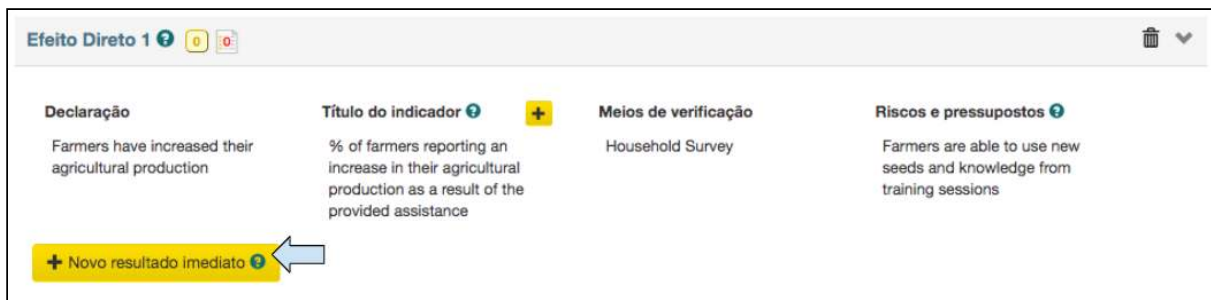 Efeito Direto 1 ? 0 0
Declaração
Farmers have increased their
agricultural production
Título do indicador ? +
% of farmers reporting an
increase in their agricultural
production as a result of the
provided assistance
Meios de verificação
Household Survey
Riscos e pressupostos ?
Farmers are able to use new
seeds and knowledge from
training sessions
+ Novo resultado imediato ?